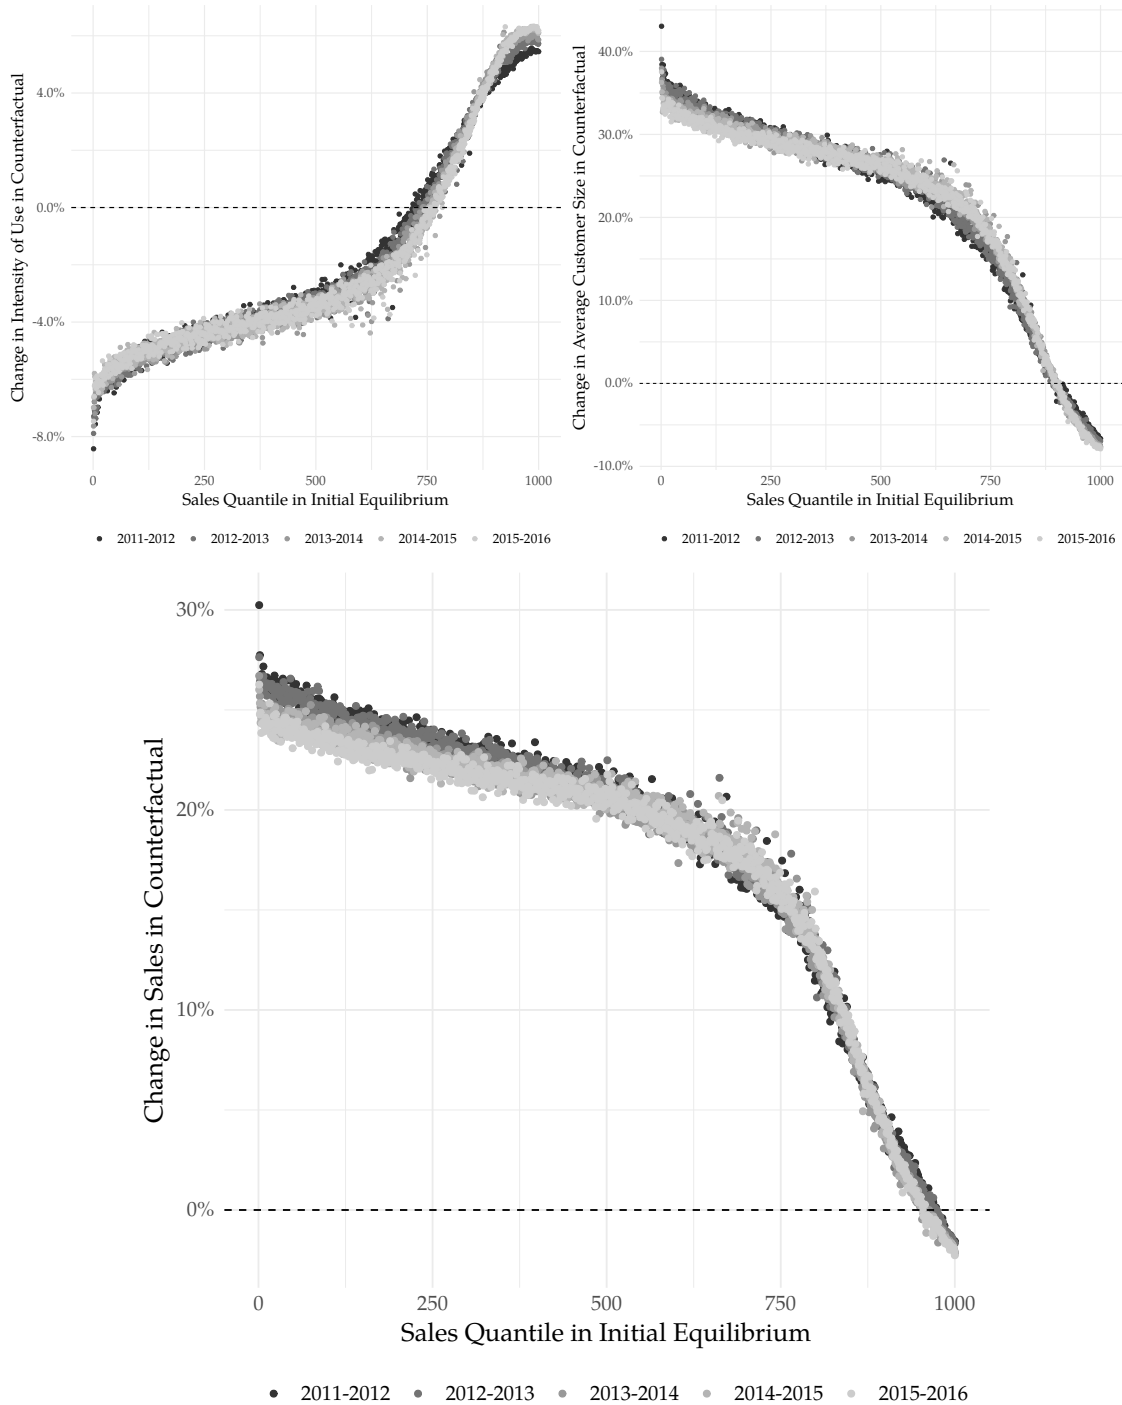 Change in Intensity of Use in Counterfactual
4.0%
0.0%
-4.0%
-8.0%
0 250 500 750 1000
Sales Quantile in Initial Equilibrium
2011-2012 2012-2013 2013-2014 2014-2015 2015-2016
Change in Average Customer Size in Counterfactual
40.0%
30.0%
20.0%
10.0%
0.0%
-10.0%
0 250 500 750 1000
Sales Quantile in Initial Equilibrium
2011-2012 2012-2013 2013-2014 2014-2015 2015-2016
Change in Sales in Counterfactual
30%
20%
10%
0%
0 250 500 750 1000
Sales Quantile in Initial Equilibrium
2011-2012 2012-2013 2013-2014 2014-2015 2015-2016